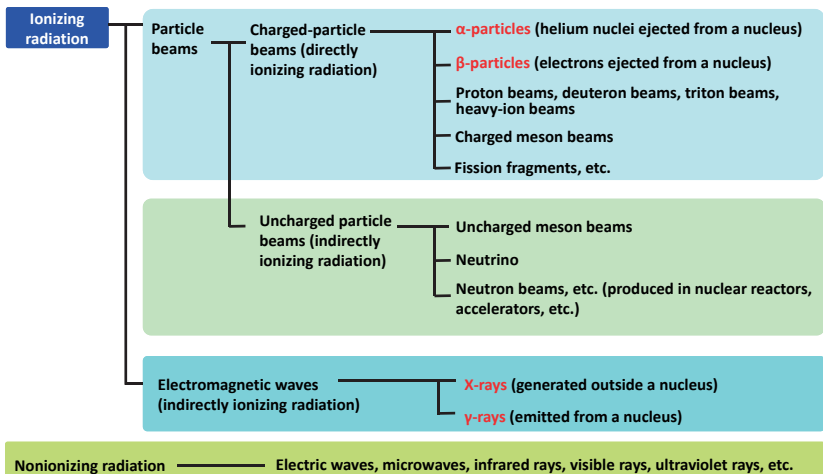 Ionizing
radiation
Particle
beams
Charged-particle
beams (directly
ionizing radiation)
α-particles (helium nuclei ejected from a nucleus)
β-particles (electrons ejected from a nucleus)
Proton beams, deuteron beams, triton beams,
heavy-ion beams
Charged meson beams
Fission fragments, etc.
Uncharged particle
beams (indirectly
ionizing radiation)
Uncharged meson beams
Neutrino
Neutron beams, etc. (produced in nuclear reactors,
accelerators, etc.)
Electromagnetic waves
(indirectly ionizing radiation)
X-rays (generated outside a nucleus)
γ-rays (emitted from a nucleus)
Nonionizing radiation
Electric waves, microwaves, infrared rays, visible rays, ultraviolet rays, etc.